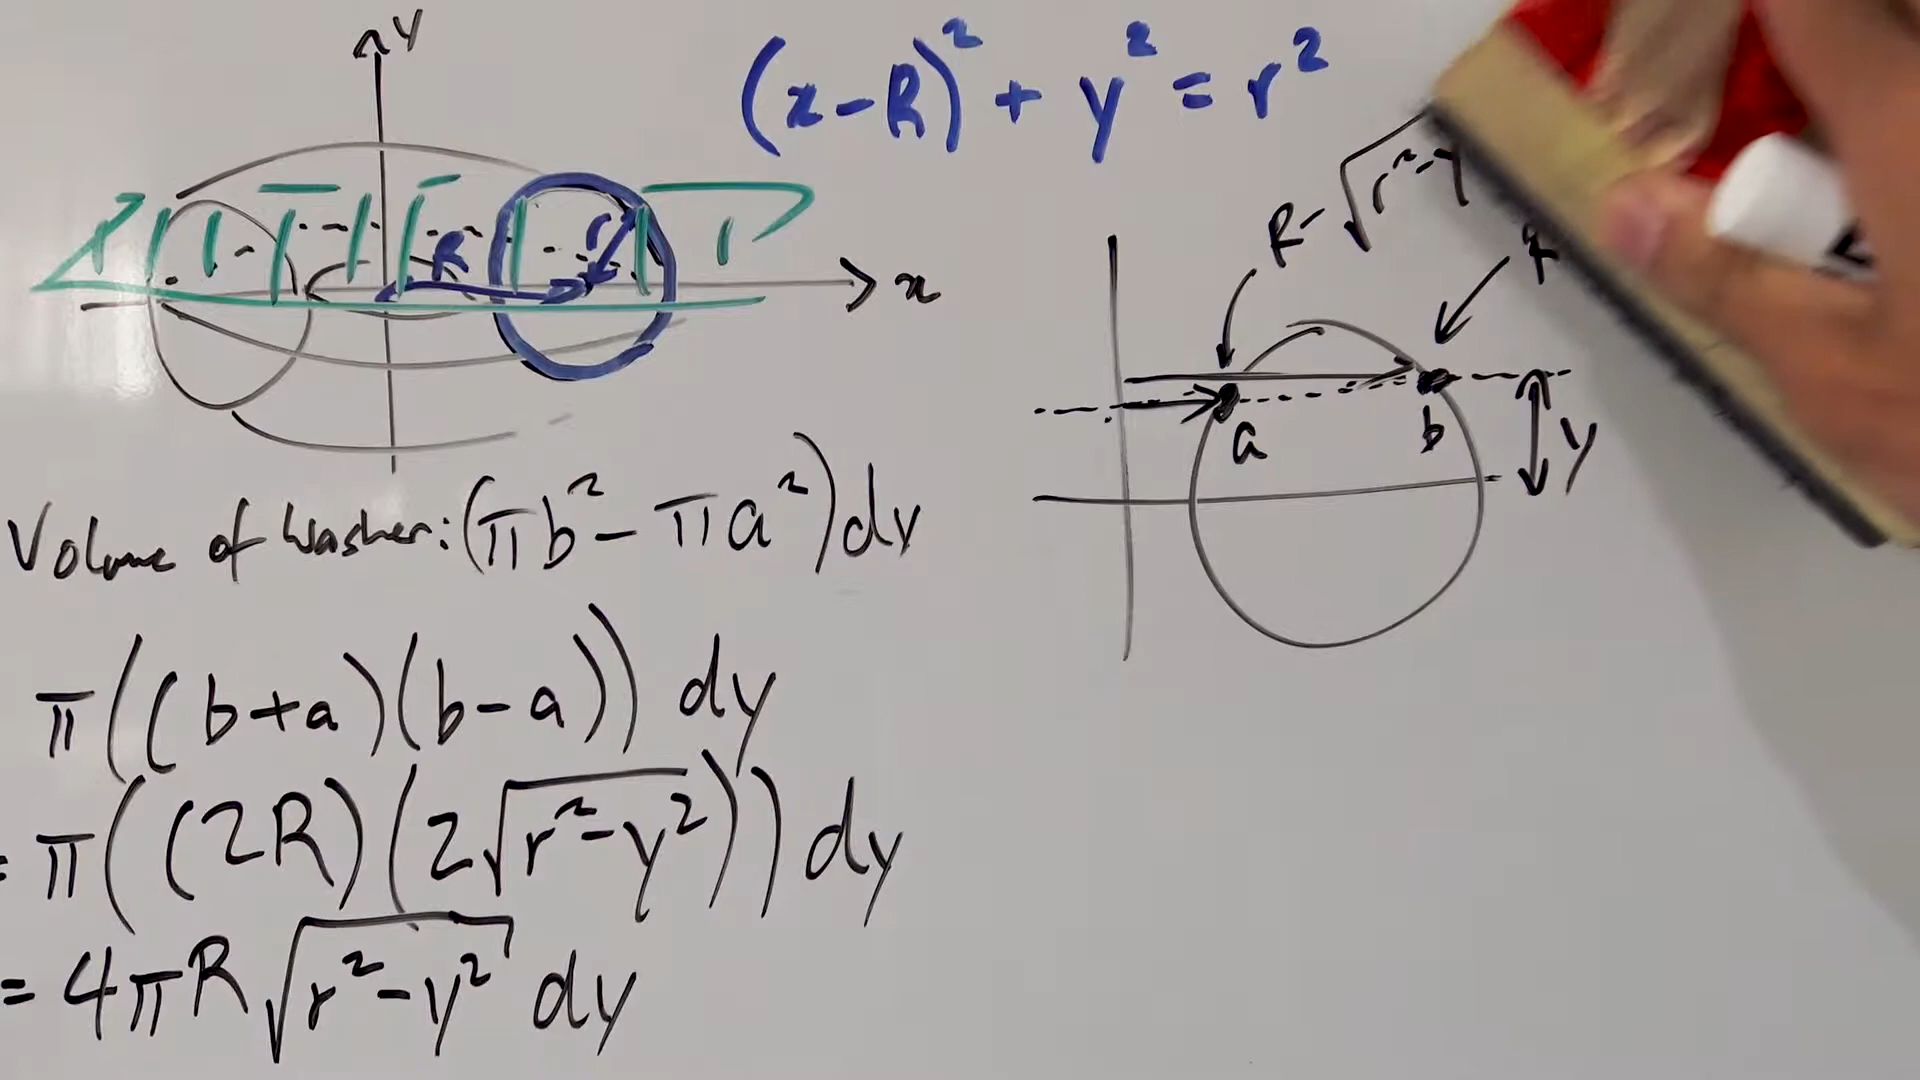 y
(x-R)² + y² = r²
R
r
x
R-√r²-y
R
a
b
y
Volume of Washer: (πb² - πa²)dy
π((b+a)(b-a)) dy
= π((2R)(2√r²-y²)) dy
= 4πR√r²-y² dy